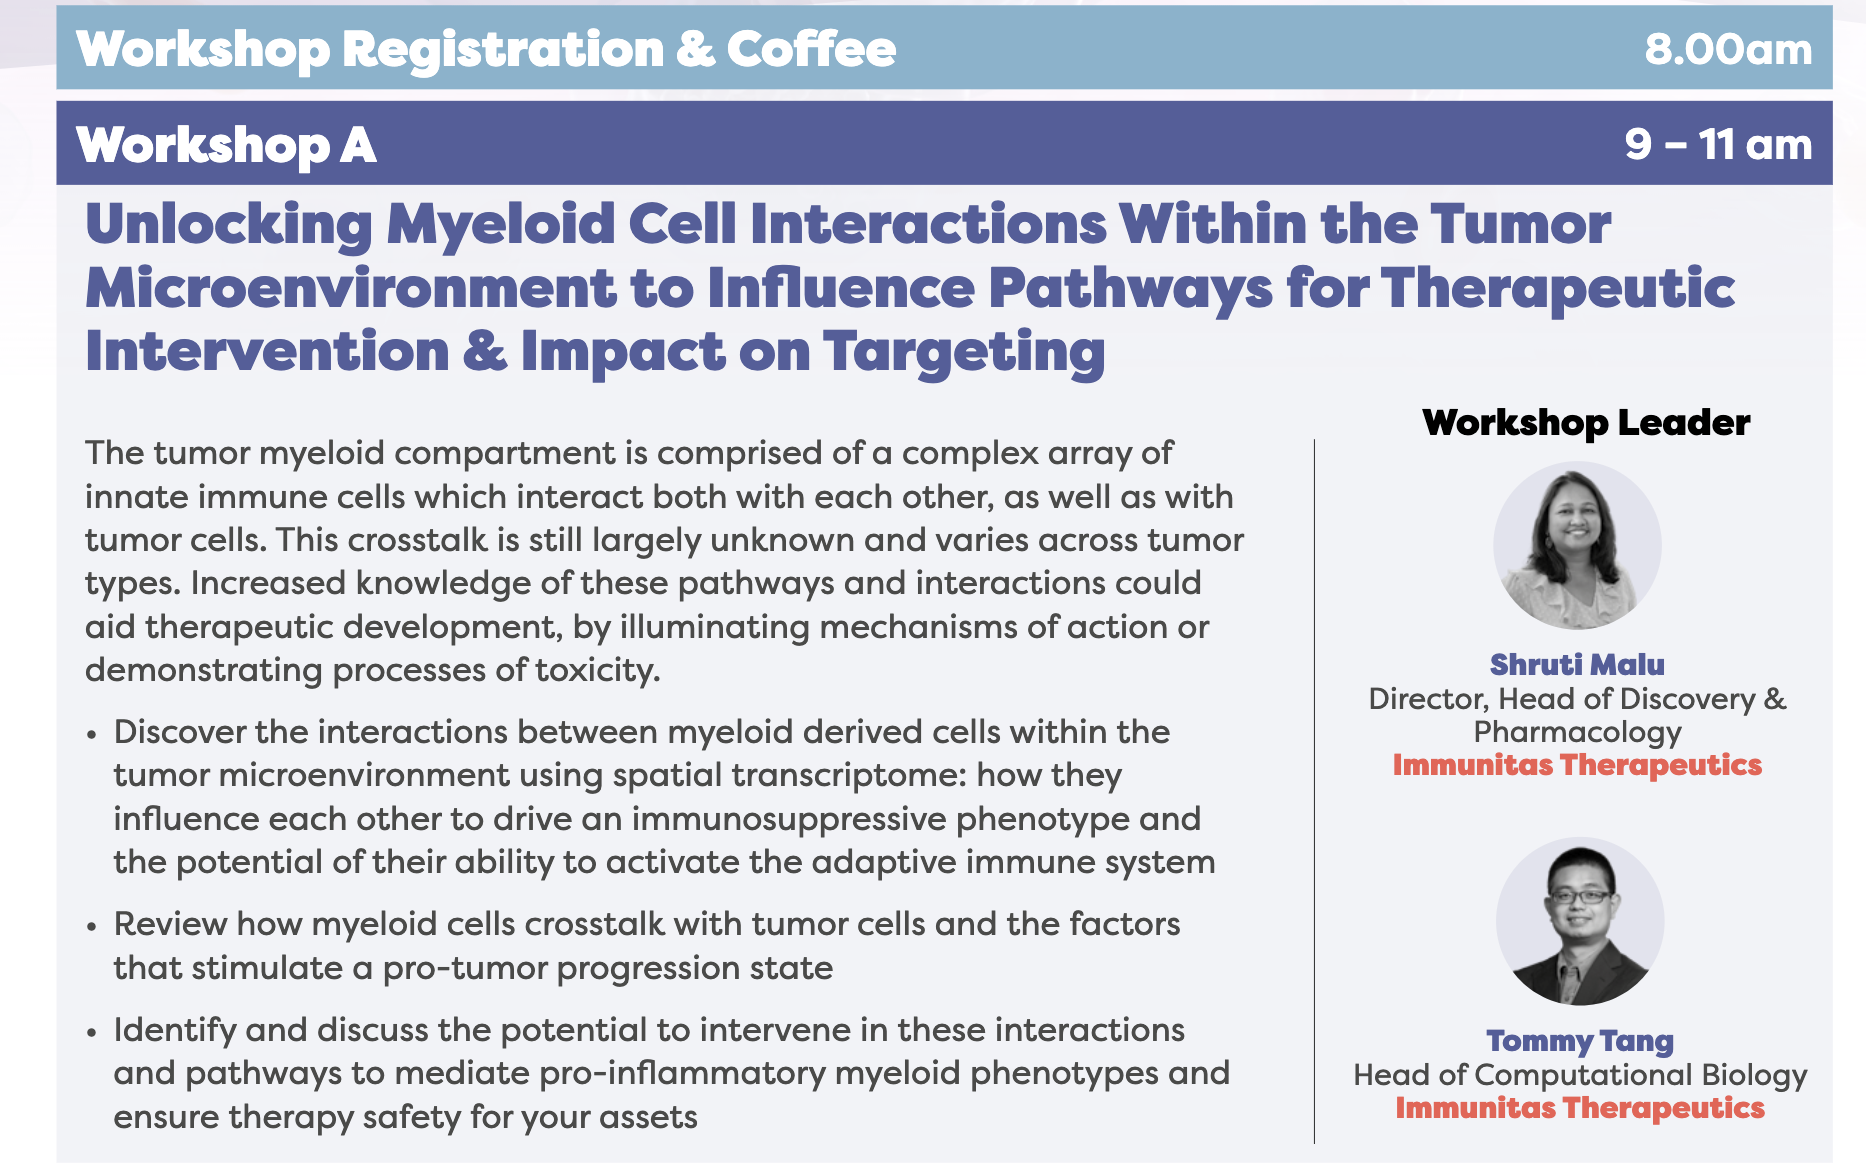 Workshop Registration & Coffee 8.00am
Workshop A 9 – 11 am
Unlocking Myeloid Cell Interactions Within the Tumor
Microenvironment to Influence Pathways for Therapeutic
Intervention & Impact on Targeting
The tumor myeloid compartment is comprised of a complex array of
innate immune cells which interact both with each other, as well as with
tumor cells. This crosstalk is still largely unknown and varies across tumor
types. Increased knowledge of these pathways and interactions could
aid therapeutic development, by illuminating mechanisms of action or
demonstrating processes of toxicity.
• Discover the interactions between myeloid derived cells within the
tumor microenvironment using spatial transcriptome: how they
influence each other to drive an immunosuppressive phenotype and
the potential of their ability to activate the adaptive immune system
• Review how myeloid cells crosstalk with tumor cells and the factors
that stimulate a pro-tumor progression state
• Identify and discuss the potential to intervene in these interactions
and pathways to mediate pro-inflammatory myeloid phenotypes and
ensure therapy safety for your assets
Workshop Leader
Shruti Malu
Director, Head of Discovery &
Pharmacology
Immunitas Therapeutics
Tommy Tang
Head of Computational Biology
Immunitas Therapeutics